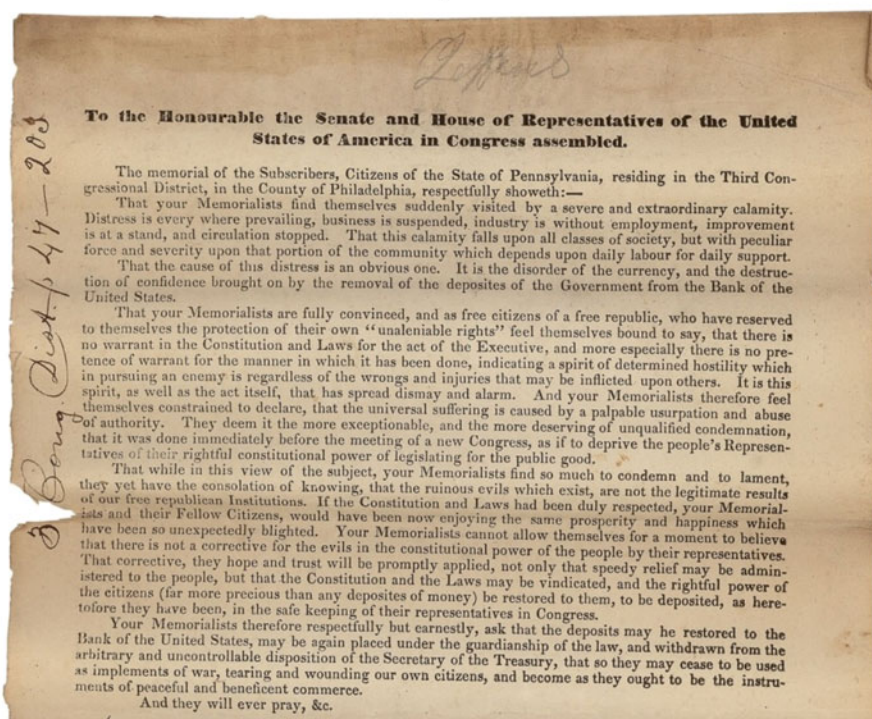 To the Honourable the Senate and House of Representatives of the United
States of America in Congress assembled.
The memorial of the Subscribers, Citizens of the State of Pennsylvania, residing in the Third Con-
gressional District, in the County of Philadelphia, respectfully showeth:—
That your Memorialists find themselves suddenly visited by a severe and extraordinary calamity.
Distress is every where prevailing, business is suspended, industry is without employment, improvement
is at a stand, and circulation stopped. That this calamity falls upon all classes of society, but with peculiar
force and severity upon that portion of the community which depends upon daily labour for daily support.
That the cause of this distress is an obvious one. It is the disorder of the currency, and the destruc-
tion of confidence brought on by the removal of the deposites of the Government from the Bank of the
United States.
That your Memorialists are fully convinced, and as free citizens of a free republic, who have reserved
to themselves the protection of their own "unaleniable rights" feel themselves bound to say, that there is
no warrant in the Constitution and Laws for the act of the Executive, and more especially there is no pre-
tence of warrant for the manner in which it has been done, indicating a spirit of determined hostility which
in pursuing an enemy is regardless of the wrongs and injuries that may be inflicted upon others. It is this
spirit, as well as the act itself, that has spread dismay and alarm. And your Memorialists therefore feel
themselves constrained to declare, that the universal suffering is caused by a palpable usurpation and abuse
of authority. They deem it the more exceptionable, and the more deserving of unqualified condemnation,
that it was done immediately before the meeting of a new Congress, as if to deprive the people's Represen-
tatives of their rightful constitutional power of legislating for the public good.
That while in this view of the subject, your Memorialists find so much to condemn and to lament,
they yet have the consolation of knowing, that the ruinous evils which exist, are not the legitimate results
of our free republican Institutions. If the Constitution and Laws had been duly respected, your Memorial-
ists and their Fellow Citizens, would have been now enjoying the same prosperity and happiness which
have been so unexpectedly blighted. Your Memorialists cannot allow themselves for a moment to believe
that there is not a corrective for the evils in the constitutional power of the people by their representatives.
That corrective, they hope and trust will be promptly applied, not only that speedy relief may be admin-
istered to the people, but that the Constitution and the Laws may be vindicated, and the rightful power of
the citizens (far more precious than any deposites of money) be restored to them, to be deposited, as here-
tofore they have been, in the safe keeping of their representatives in Congress.
Your Memorialists therefore respectfully but earnestly, ask that the deposits may he restored to the
Bank of the United States, may be again placed under the guardianship of the law, and withdrawn from the
arbitrary and uncontrollable disposition of the Secretary of the Treasury, that so they may cease to be used
as implements of war, tearing and wounding our own citizens, and become as they ought to be the instru-
ments of peaceful and beneficent commerce.
And they will ever pray, &c.
3 Cong. Dist. p 47—203